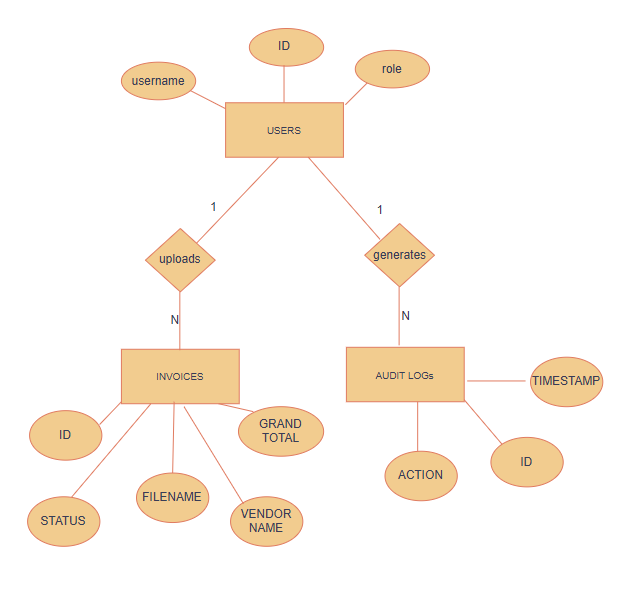 ID
username
role
USERS
1
1
uploads
generates
N
N
INVOICES
AUDIT LOGs
TIMESTAMP
ID
GRAND
TOTAL
ID
ACTION
STATUS
FILENAME
VENDOR
NAME